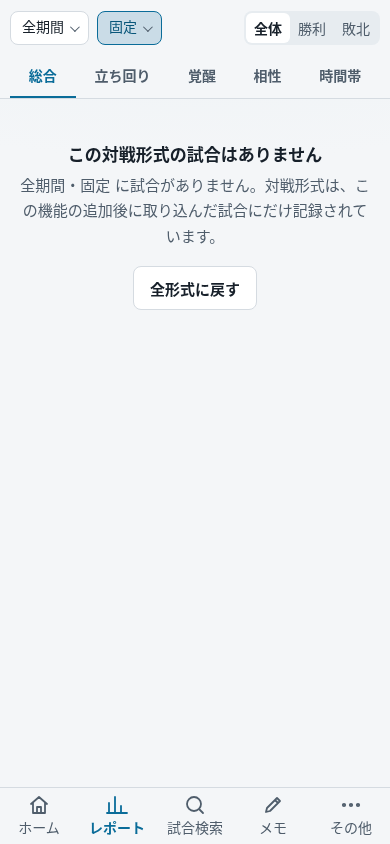 全期間 固定 全体 勝利 敗北
総合 立ち回り 覚醒 相性 時間帯
この対戦形式の試合はありません
全期間・固定 に試合がありません。対戦形式は、こ
の機能の追加後に取り込んだ試合にだけ記録されて
います。
全形式に戻す
ホーム レポート 試合検索 メモ その他